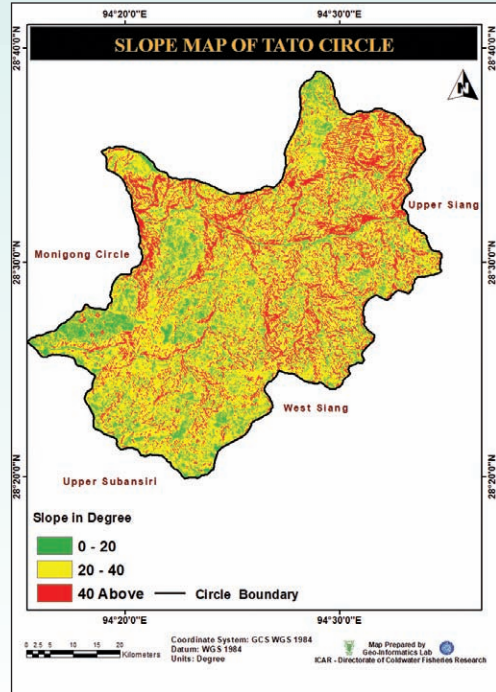 94°20'0"E 94°30'0"E
SLOPE MAP OF TATO CIRCLE
28°40'0"N 28°40'0"N
N
Upper Siang
Monigong Circle
28°30'0"N 28°30'0"N
West Siang
28°20'0"N 28°20'0"N
Upper Subansiri
Slope in Degree
0 - 20
20 - 40
40 Above Circle Boundary
94°20'0"E 94°30'0"E
0 2.5 5 10 15 20 Kilometers
Coordinate System: GCS WGS 1984
Datum: WGS 1984
Units: Degree
Map Prepared by
Geo-Informatics Lab
ICAR - Directorate of Coldwater Fisheries Research